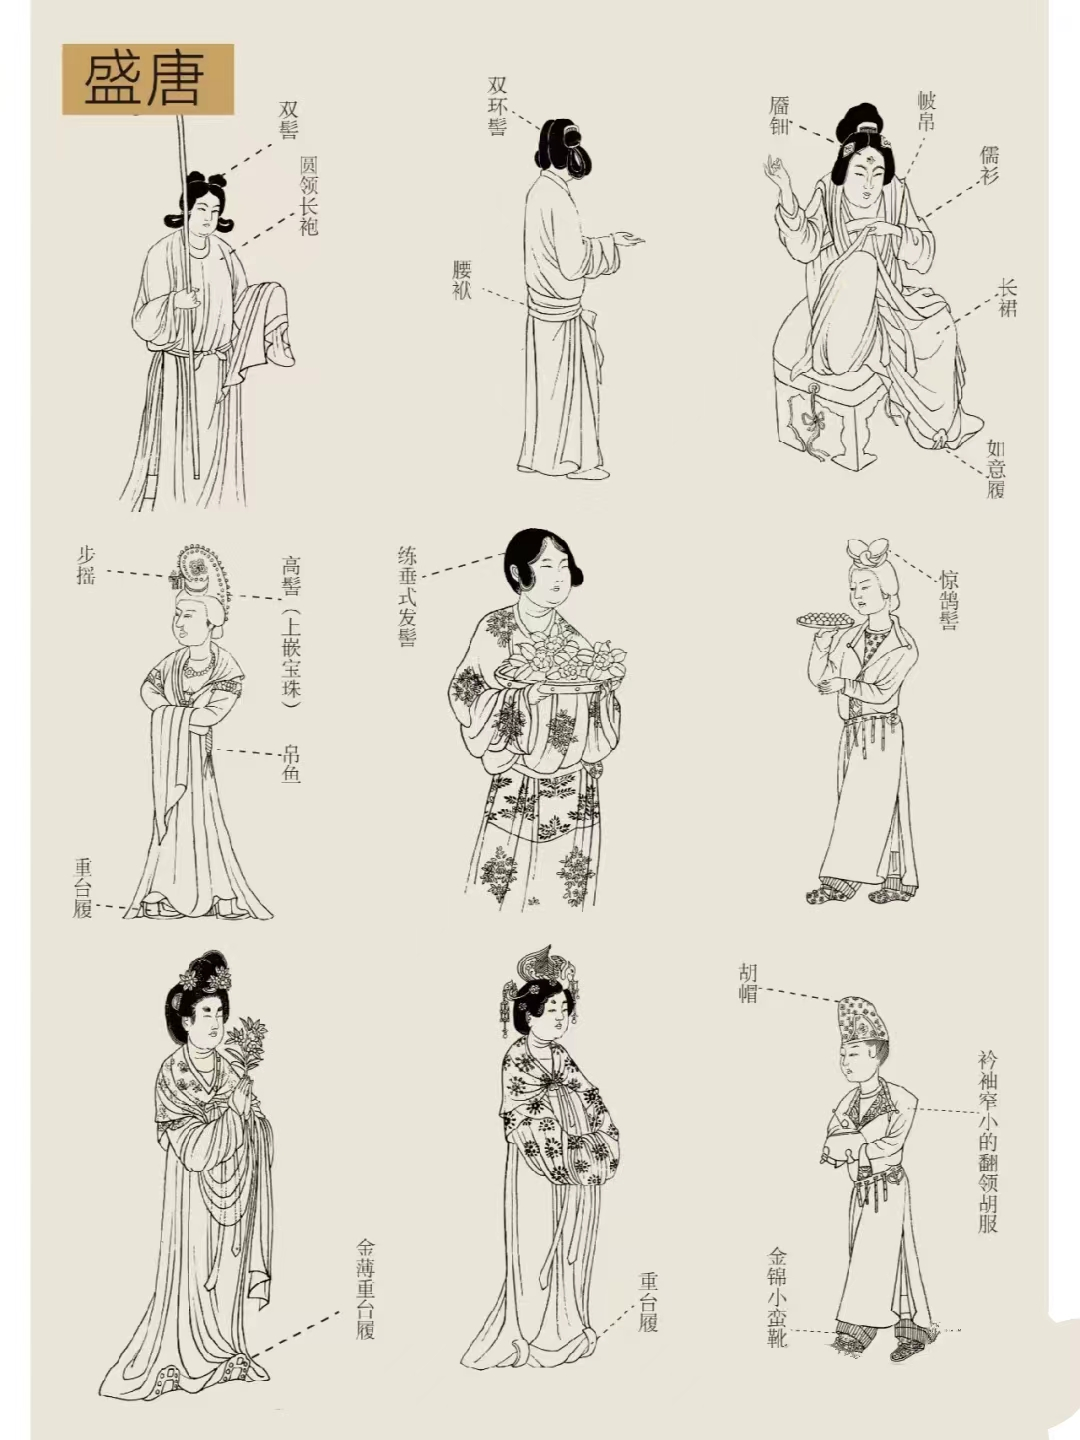 盛唐
双髻
圆领长袍
双环髻
腰袱
靥钿
帔帛
儒衫
长裙
如意履
步摇
高髻（上嵌宝珠）
帛鱼
重台履
练垂式发髻
惊鹄髻
金薄重台履
重台履
胡帽
衿袖窄小的翻领胡服
金锦小蛮靴